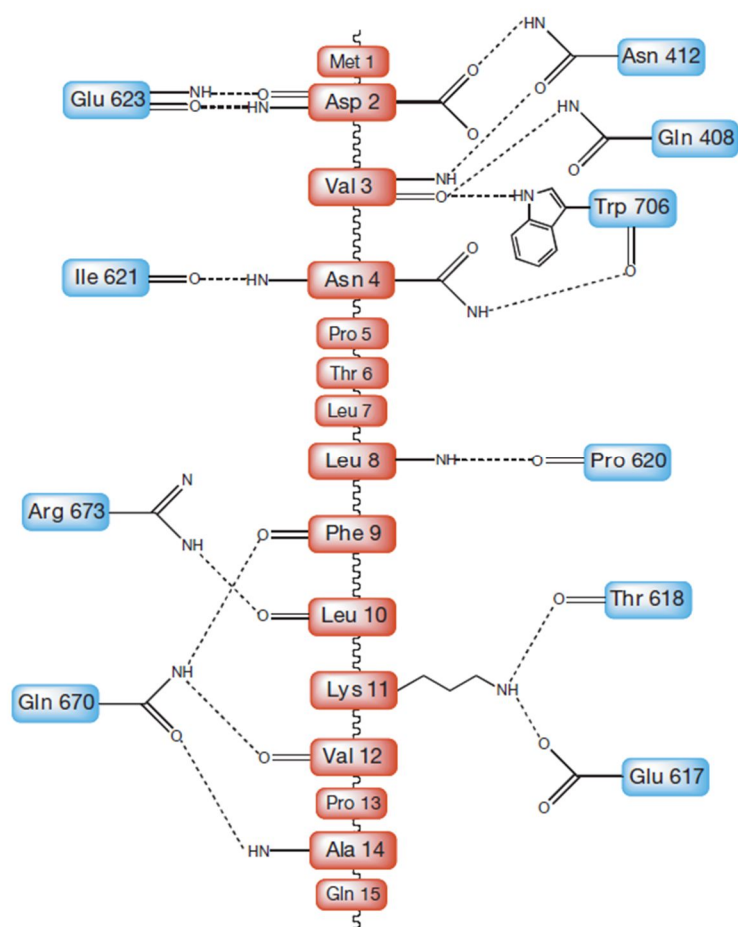 Met 1
HN
Asn 412
O
O
Glu 623
NH
O
Asp 2
O
HN
O
HN
Gln 408
O
NH
Val 3
O
HN
Trp 706
O
O
Ile 621
O
HN
Asn 4
NH
Pro 5
Thr 6
Leu 7
Leu 8
NH
O
Pro 620
N
Arg 673
O
Phe 9
NH
O
Thr 618
O
Leu 10
NH
Lys 11
NH
Gln 670
O
O
O
Val 12
Glu 617
Pro 13
O
HN
Ala 14
Gln 15